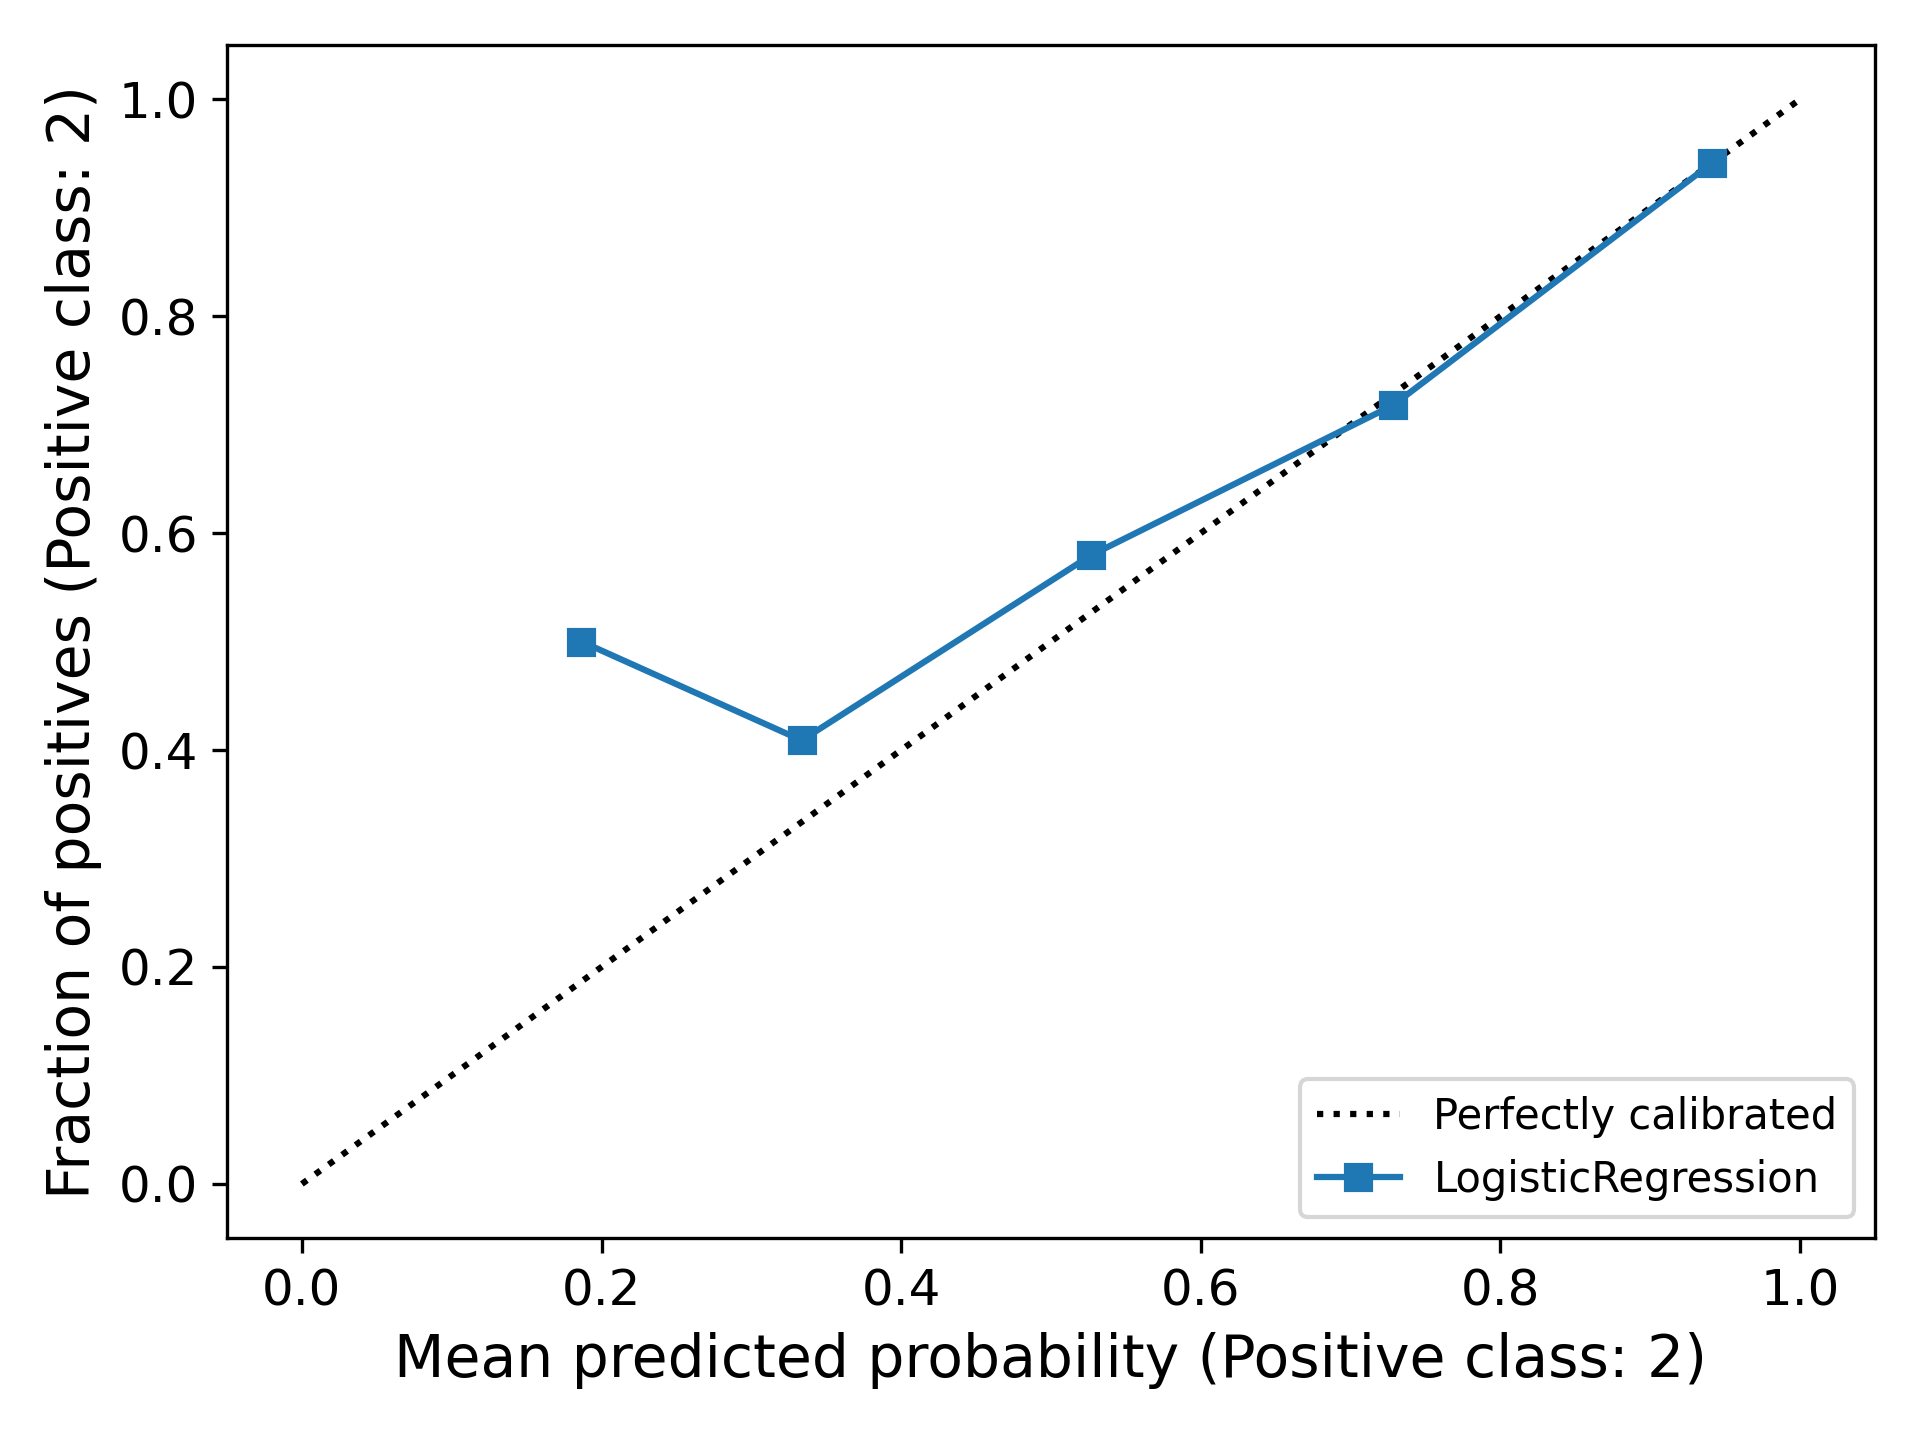 Fraction of positives (Positive class: 2)
1.0
0.8
0.6
0.4
0.2
0.0
Perfectly calibrated
LogisticRegression
0.0 0.2 0.4 0.6 0.8 1.0
Mean predicted probability (Positive class: 2)